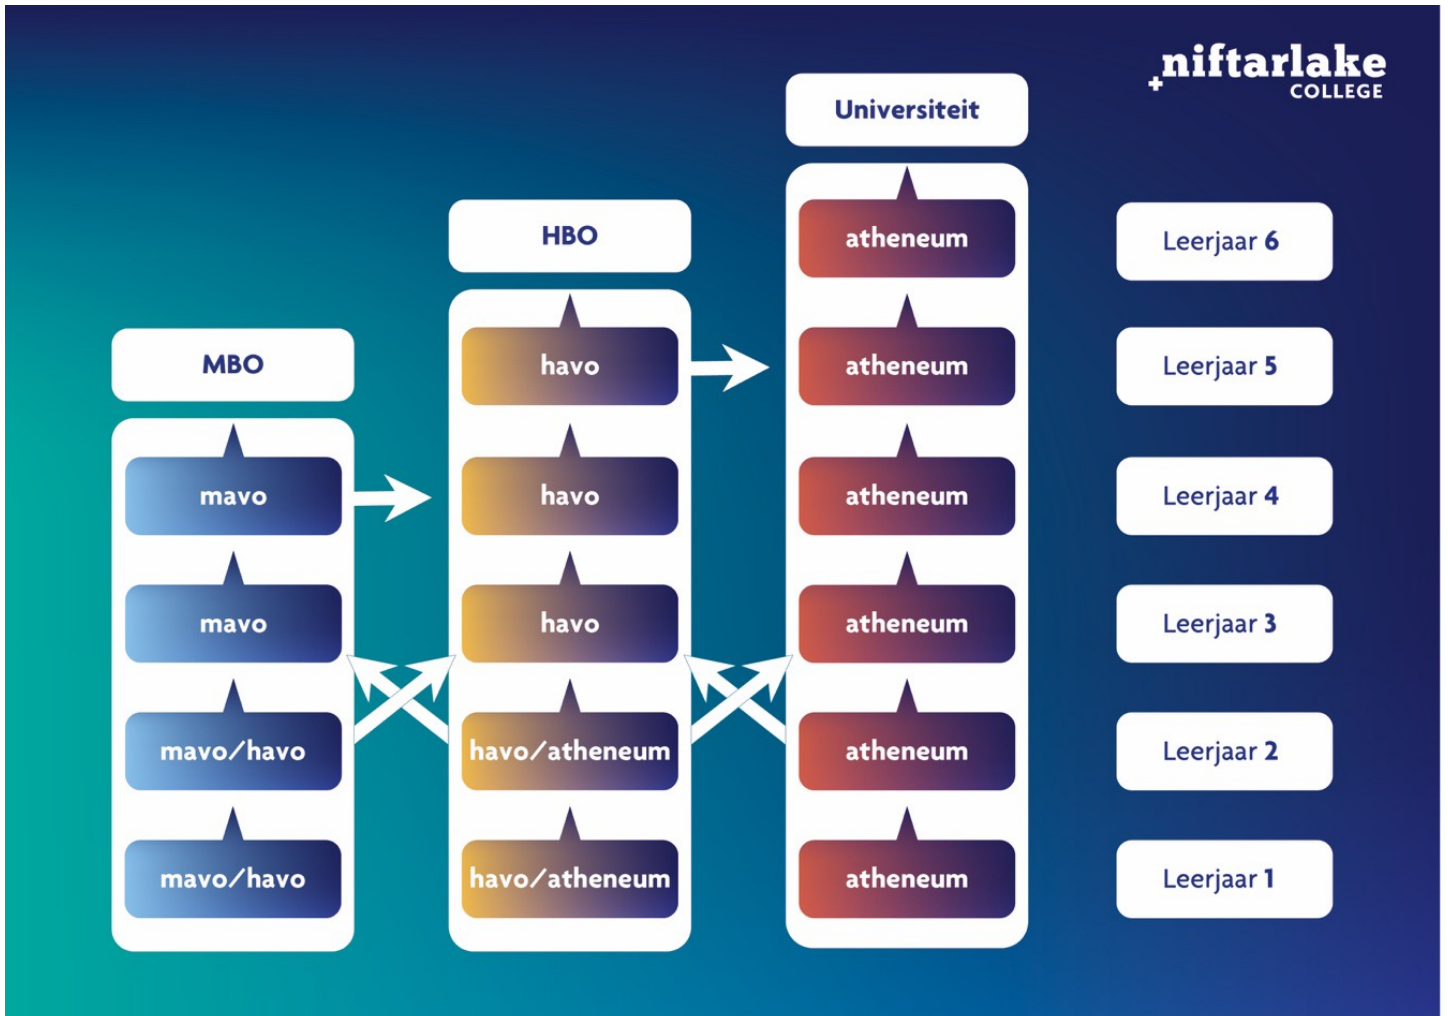 niftarlake
COLLEGE
Universiteit
HBO
MBO
atheneum
Leerjaar 6
havo
atheneum
Leerjaar 5
mavo
havo
atheneum
Leerjaar 4
mavo
havo
atheneum
Leerjaar 3
mavo/havo
havo/atheneum
atheneum
Leerjaar 2
mavo/havo
havo/atheneum
atheneum
Leerjaar 1